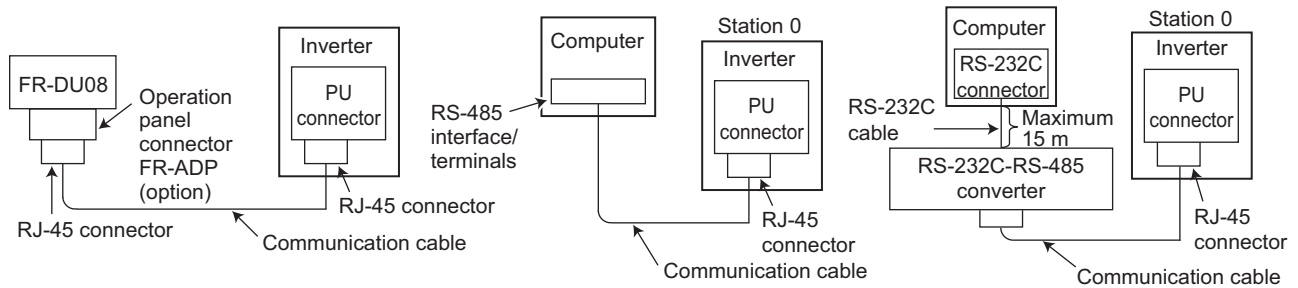 FR-DU08
Operation
panel
connector
FR-ADP
(option)
RJ-45 connector
Inverter
PU
connector
RJ-45 connector
Communication cable
Computer
RS-485
interface/
terminals
Station 0
Inverter
PU
connector
RJ-45
connector
Communication cable
Computer
RS-232C
connector
RS-232C
cable
Maximum
15 m
RS-232C-RS-485
converter
Station 0
Inverter
PU
connector
RJ-45
connector
Communication cable